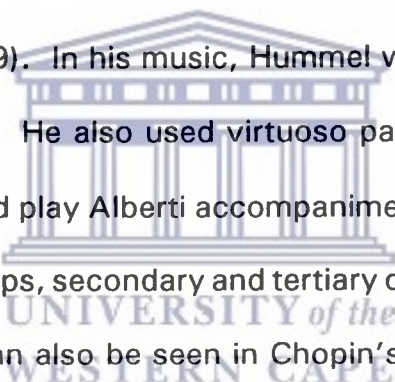 9). In his music, Hummel v
He also used virtuoso pa
d play Alberti accompanime
ps, secondary and tertiary c
UNIVERSITY of the
an also be seen in Chopin's
WESTERN CAPE